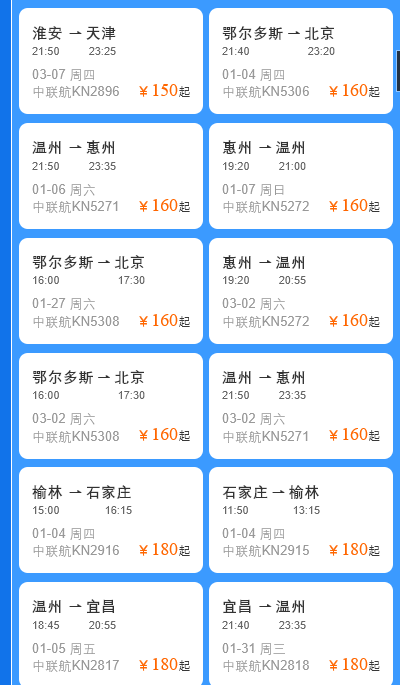 淮安 ⇀ 天津
21:50 23:25
03-07 周四
中联航KN2896 ￥150起
鄂尔多斯 ⇀ 北京
21:40 23:20
01-04 周四
中联航KN5306 ￥160起
温州 ⇀ 惠州
21:50 23:35
01-06 周六
中联航KN5271 ￥160起
惠州 ⇀ 温州
19:20 21:00
01-07 周日
中联航KN5272 ￥160起
鄂尔多斯 ⇀ 北京
16:00 17:30
01-27 周六
中联航KN5308 ￥160起
惠州 ⇀ 温州
19:20 20:55
03-02 周六
中联航KN5272 ￥160起
鄂尔多斯 ⇀ 北京
16:00 17:30
03-02 周六
中联航KN5308 ￥160起
温州 ⇀ 惠州
21:50 23:35
03-02 周六
中联航KN5271 ￥160起
榆林 ⇀ 石家庄
15:00 16:15
01-04 周四
中联航KN2916 ￥180起
石家庄 ⇀ 榆林
11:50 13:15
01-04 周四
中联航KN2915 ￥180起
温州 ⇀ 宜昌
18:45 20:55
01-05 周五
中联航KN2817 ￥180起
宜昌 ⇀ 温州
21:40 23:35
01-31 周三
中联航KN2818 ￥180起